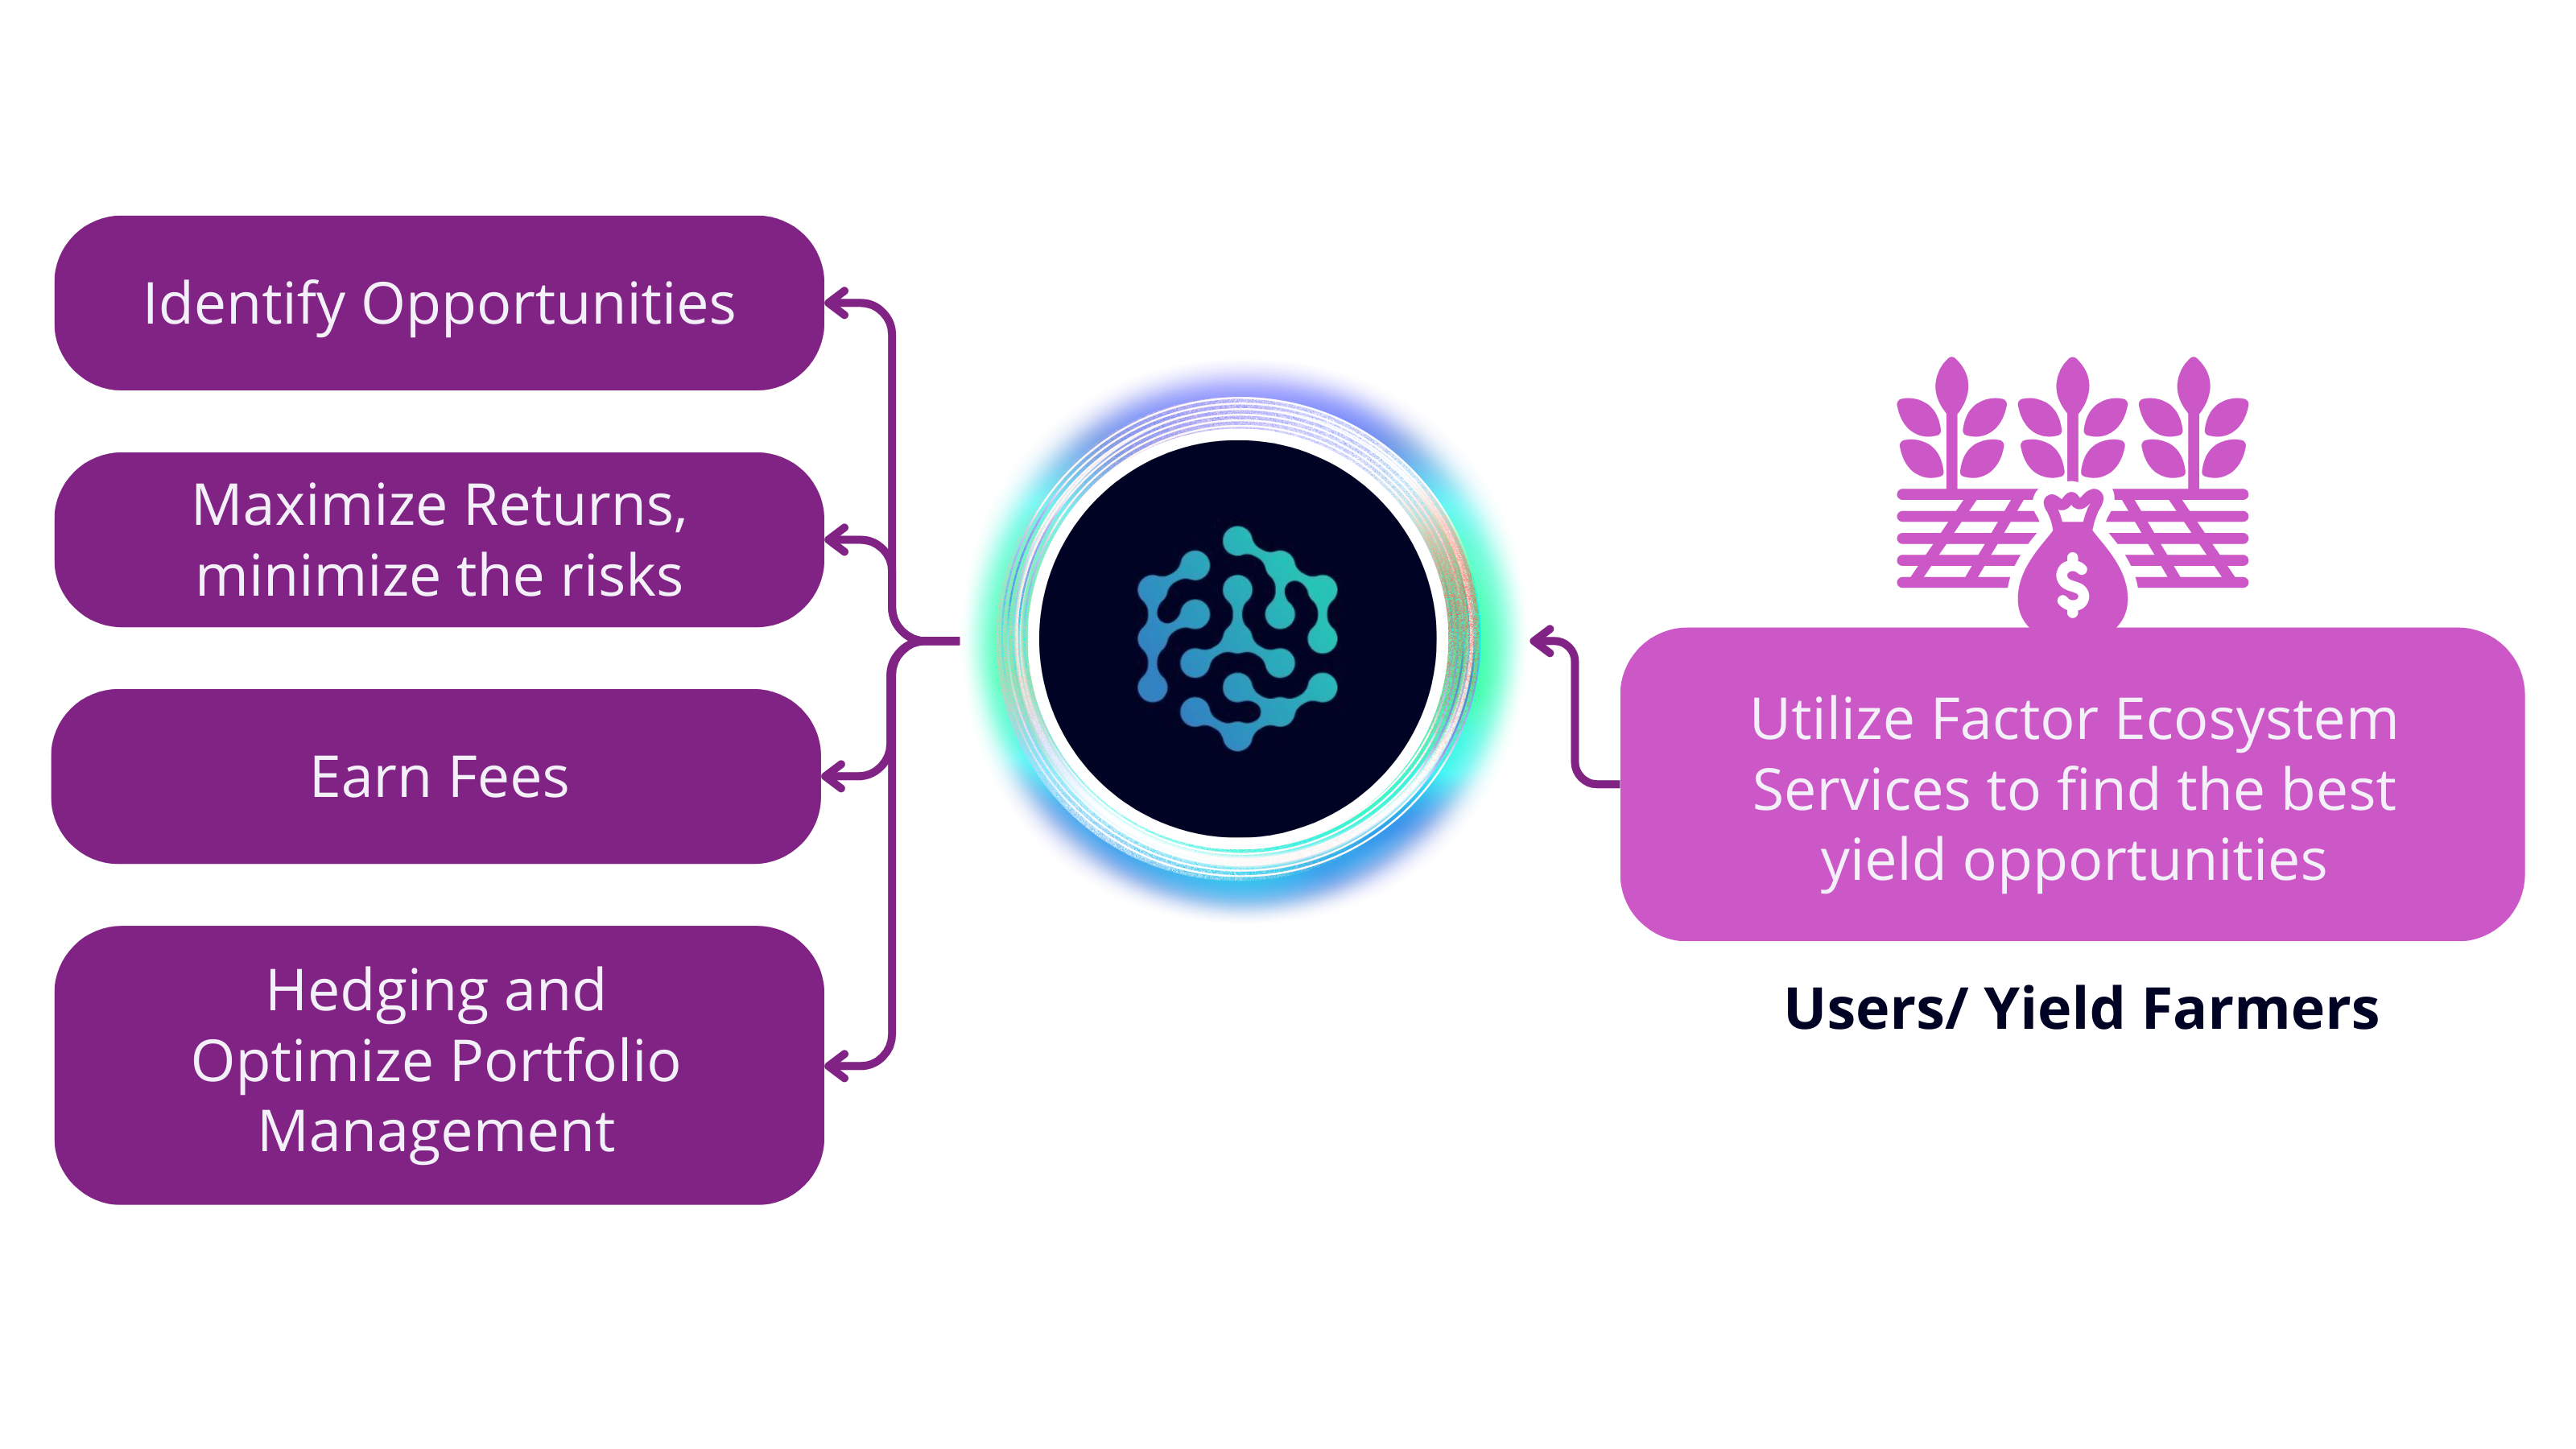 Identify Opportunities
Maximize Returns,
minimize the risks
Earn Fees
Hedging and
Optimize Portfolio
Management
$
Utilize Factor Ecosystem
Services to find the best
yield opportunities
Users/ Yield Farmers